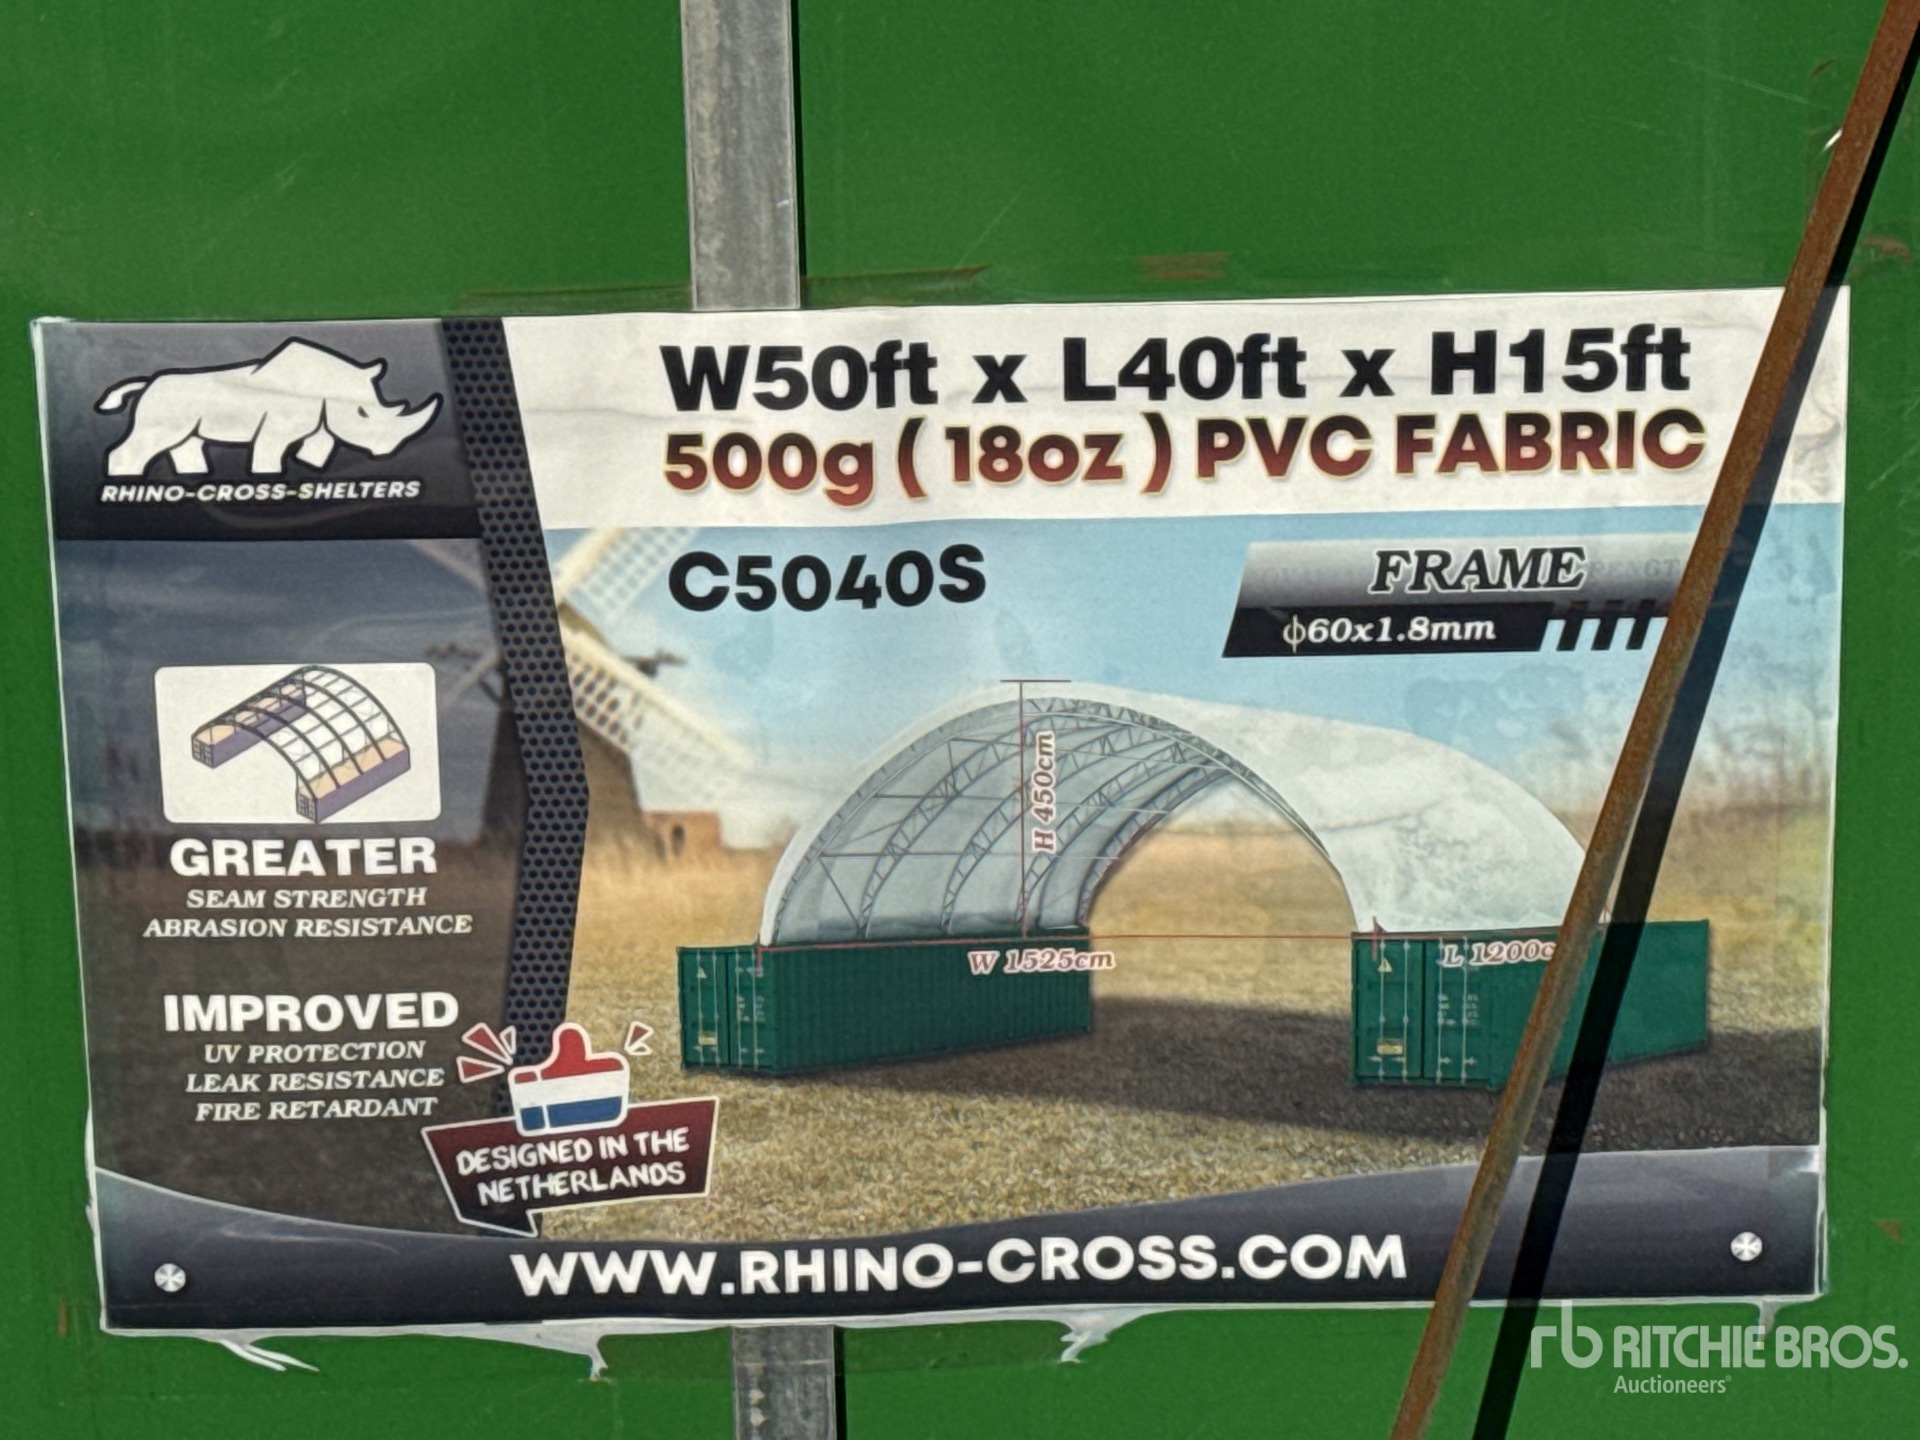 W50ft x L40ft x H15ft
500g ( 18oz ) PVC FABRIC
RHINO-CROSS-SHELTERS
C5040S
FRAME
ϕ60x1.8mm
H 450cm
W 1525cm
L 1200c
GREATER
SEAM STRENGTH
ABRASION RESISTANCE
IMPROVED
UV PROTECTION
LEAK RESISTANCE
FIRE RETARDANT
DESIGNED IN THE
NETHERLANDS
WWW.RHINO-CROSS.COM
rb RITCHIE BROS.
Auctioneers